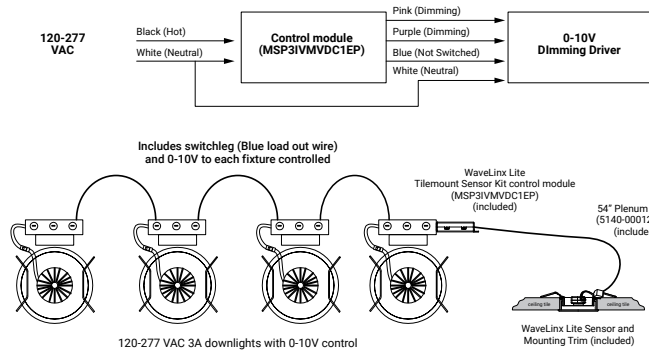 120-277
VAC
Black (Hot)
White (Neutral)
Control module
(MSP3IVMVDC1EP)
Pink (Dimming)
Purple (Dimming)
Blue (Not Switched)
White (Neutral)
0-10V
DImming Driver
Includes switchleg (Blue load out wire)
and 0-10V to each fixture controlled
WaveLinx Lite
Tilemount Sensor Kit control module
(MSP3IVMVDC1EP)
(included)
54" Plenum
(5140-00012
(include
ceiling tile
ceiling tile
WaveLinx Lite Sensor and
Mounting Trim (included)
120-277 VAC 3A downlights with 0-10V control